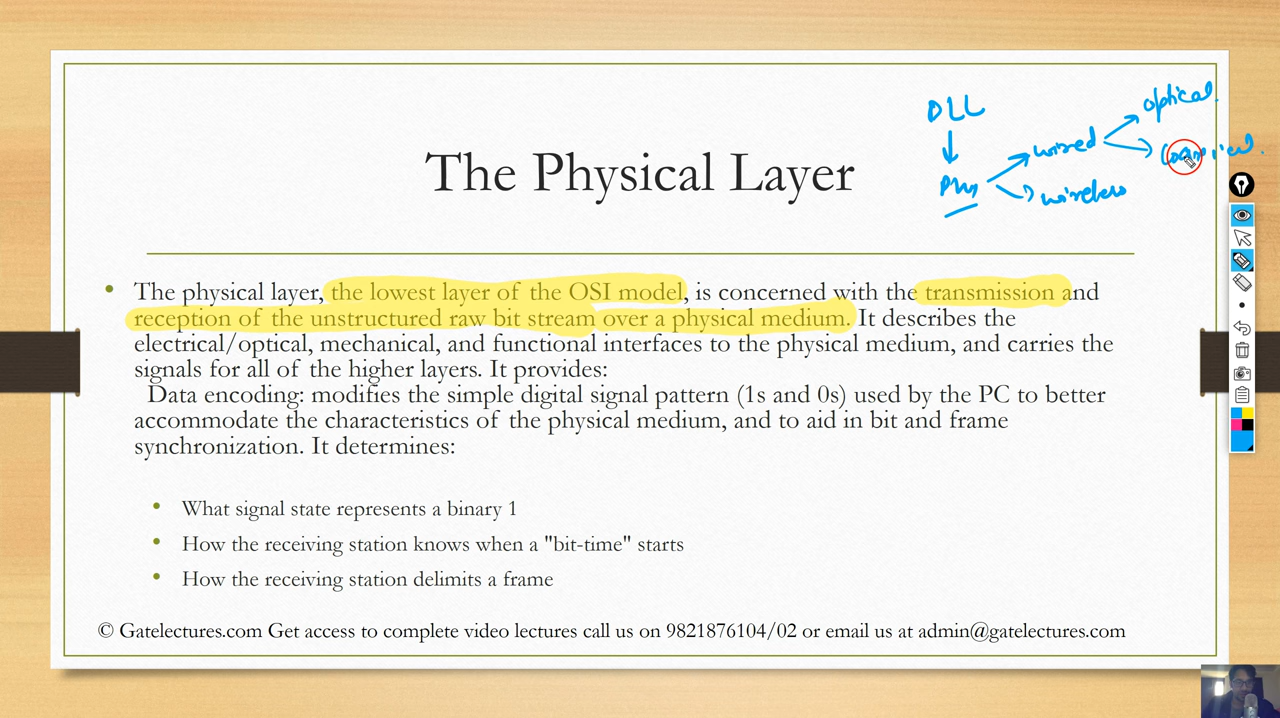 DLL
Phy
wired
wireless
optical
The Physical Layer
• The physical layer, the lowest layer of the OSI model, is concerned with the transmission and
reception of the unstructured raw bit stream over a physical medium. It describes the
electrical/optical, mechanical, and functional interfaces to the physical medium, and carries the
signals for all of the higher layers. It provides:
Data encoding: modifies the simple digital signal pattern (1s and 0s) used by the PC to better
accommodate the characteristics of the physical medium, and to aid in bit and frame
synchronization. It determines:
• What signal state represents a binary 1
• How the receiving station knows when a "bit-time" starts
• How the receiving station delimits a frame
© Gatelectures.com Get access to complete video lectures call us on 9821876104/02 or email us at admin@gatelectures.com